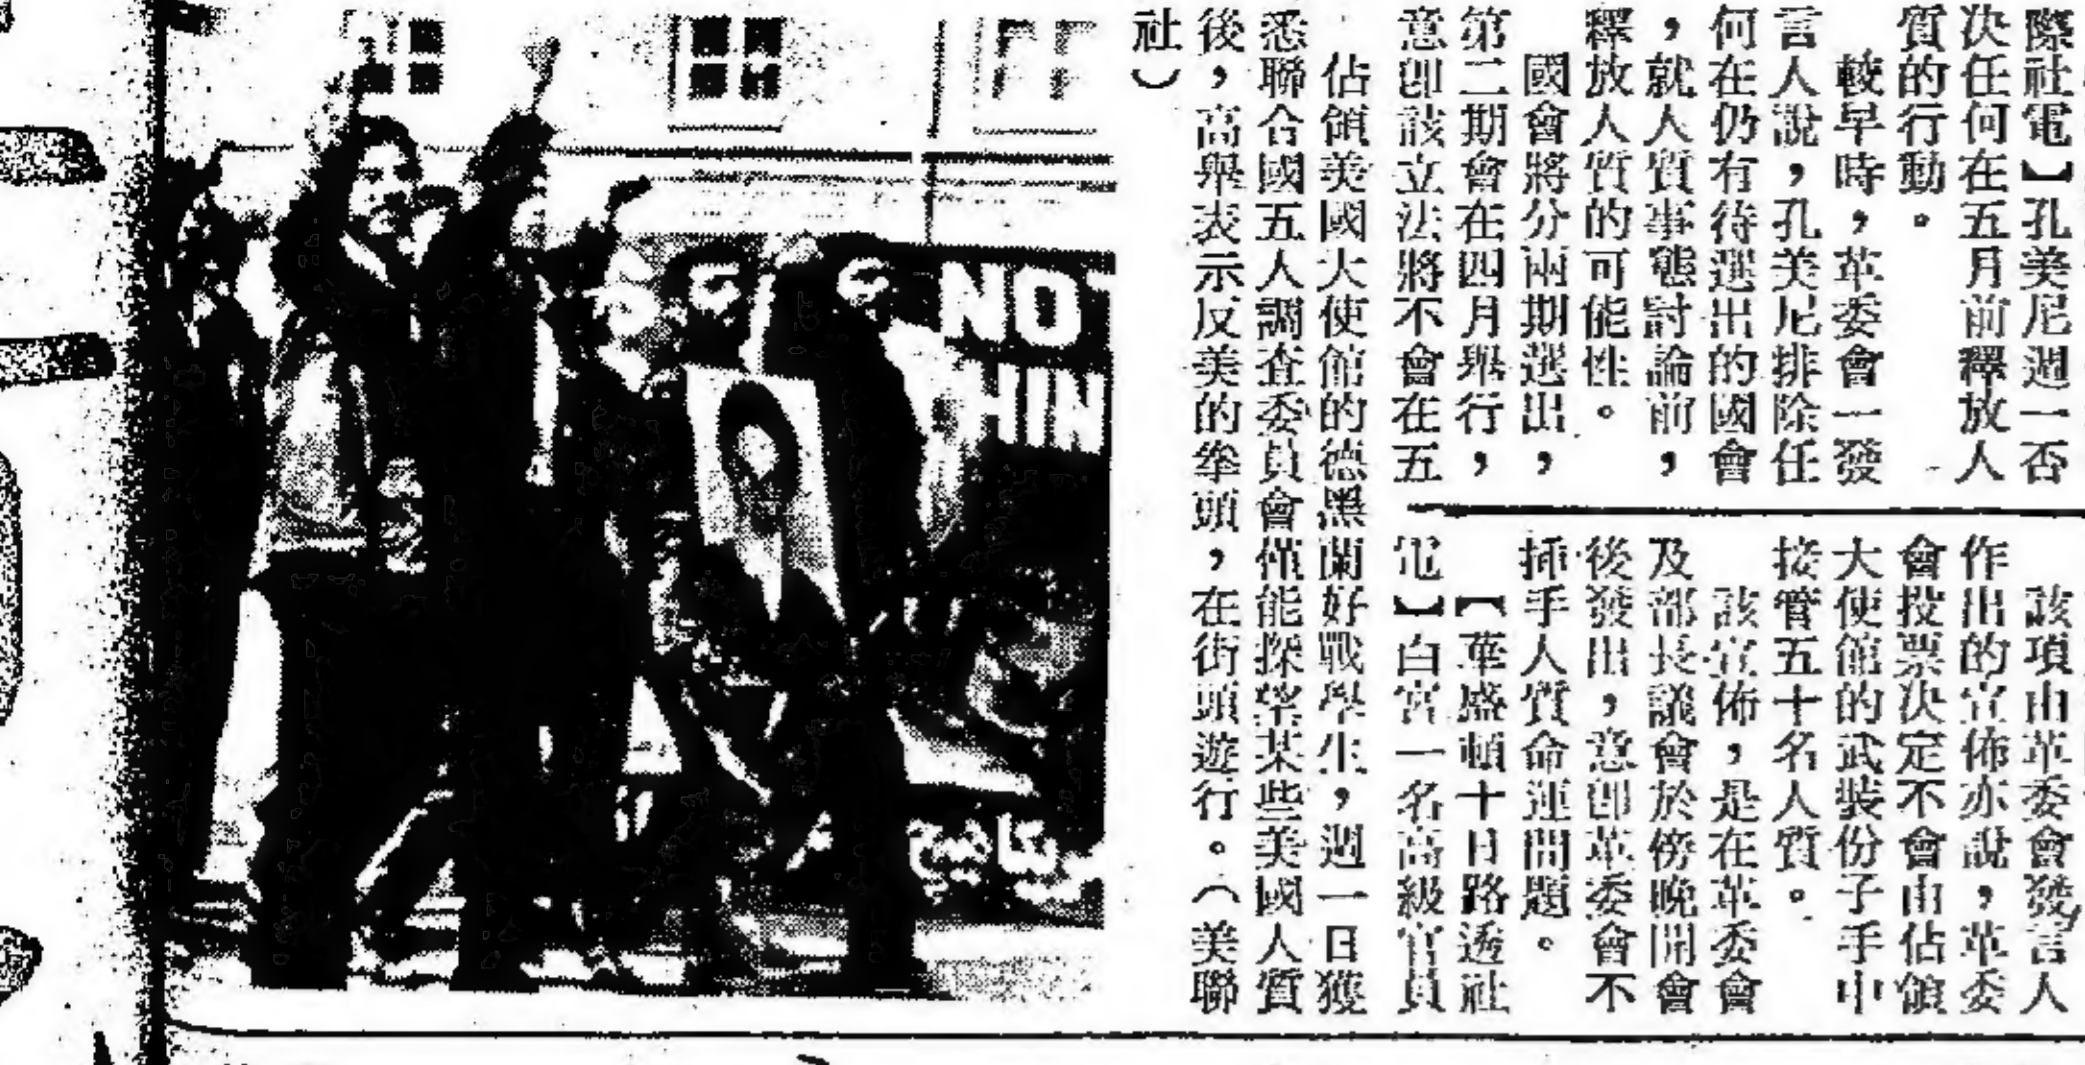 際社電】孔美尼週一否
决任何在五月前釋放人
質的行動。
較早時，革委會一發
言人說，孔美尼排除任
何在仍有待選出的國會
，就人質事態討論前，
釋放人質的可能性。
國會將分兩期選出，
第二期會在四月舉行，
意卽該立法將不會在五
該項由革委會發言人
作出的宣佈亦說，革委
會投票决定不會由佔領
大使館的武裝份子手中
接管五十名人質。
該宣佈，是在革委會
及部長議會於傍晚開會
後發出，意卽革委會不
揷手人質命運問題。
【華盛頓十日路透社
電】白宮一名高級官員
佔領美國大使館的德黑蘭好戰學生，週一日獲
悉聯合國五人調查委員會僅能探望某些美國人質
後，高舉表示反美的拳頭，在街頭遊行。（美聯
社）
NO
HIN